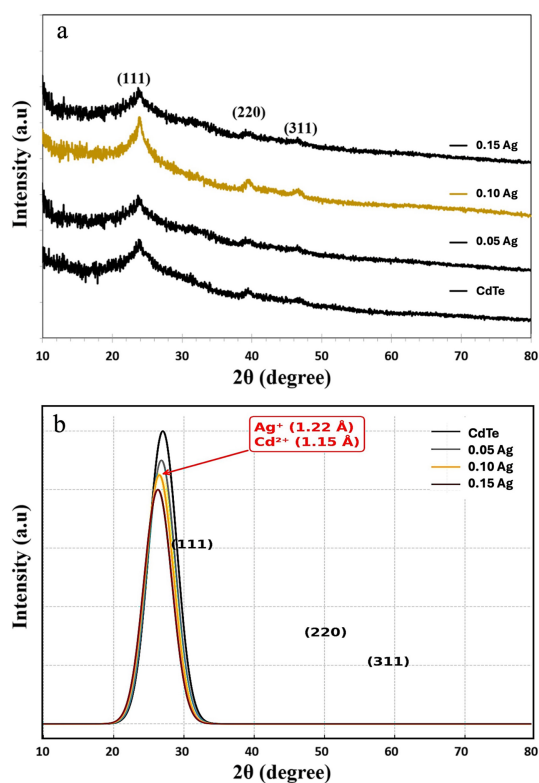 a
(111)
(220)
(311)
0.15 Ag
0.10 Ag
0.05 Ag
CdTe
Intensity (a.u)
10 20 30 40 50 60 70 80
2θ (degree)
b
Ag⁺ (1.22 Å)
Cd²⁺ (1.15 Å)
CdTe
0.05 Ag
0.10 Ag
0.15 Ag
(111)
(220)
(311)
Intensity (a.u)
10 20 30 40 50 60 70 80
2θ (degree)